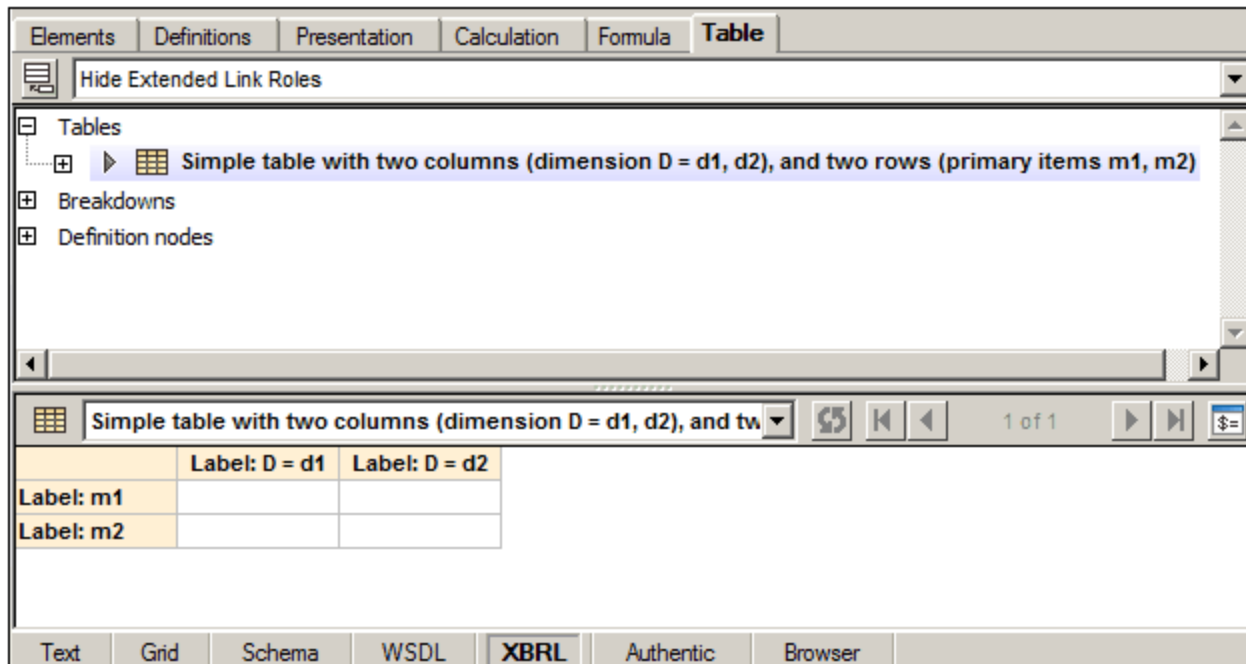 Elements Definitions Presentation Calculation Formula Table
Hide Extended Link Roles
Tables
Simple table with two columns (dimension D = d1, d2), and two rows (primary items m1, m2)
Breakdowns
Definition nodes
Simple table with two columns (dimension D = d1, d2), and tw 1 of 1 $=
Label: D = d1 Label: D = d2
Label: m1
Label: m2
Text Grid Schema WSDL XBRL Authentic Browser